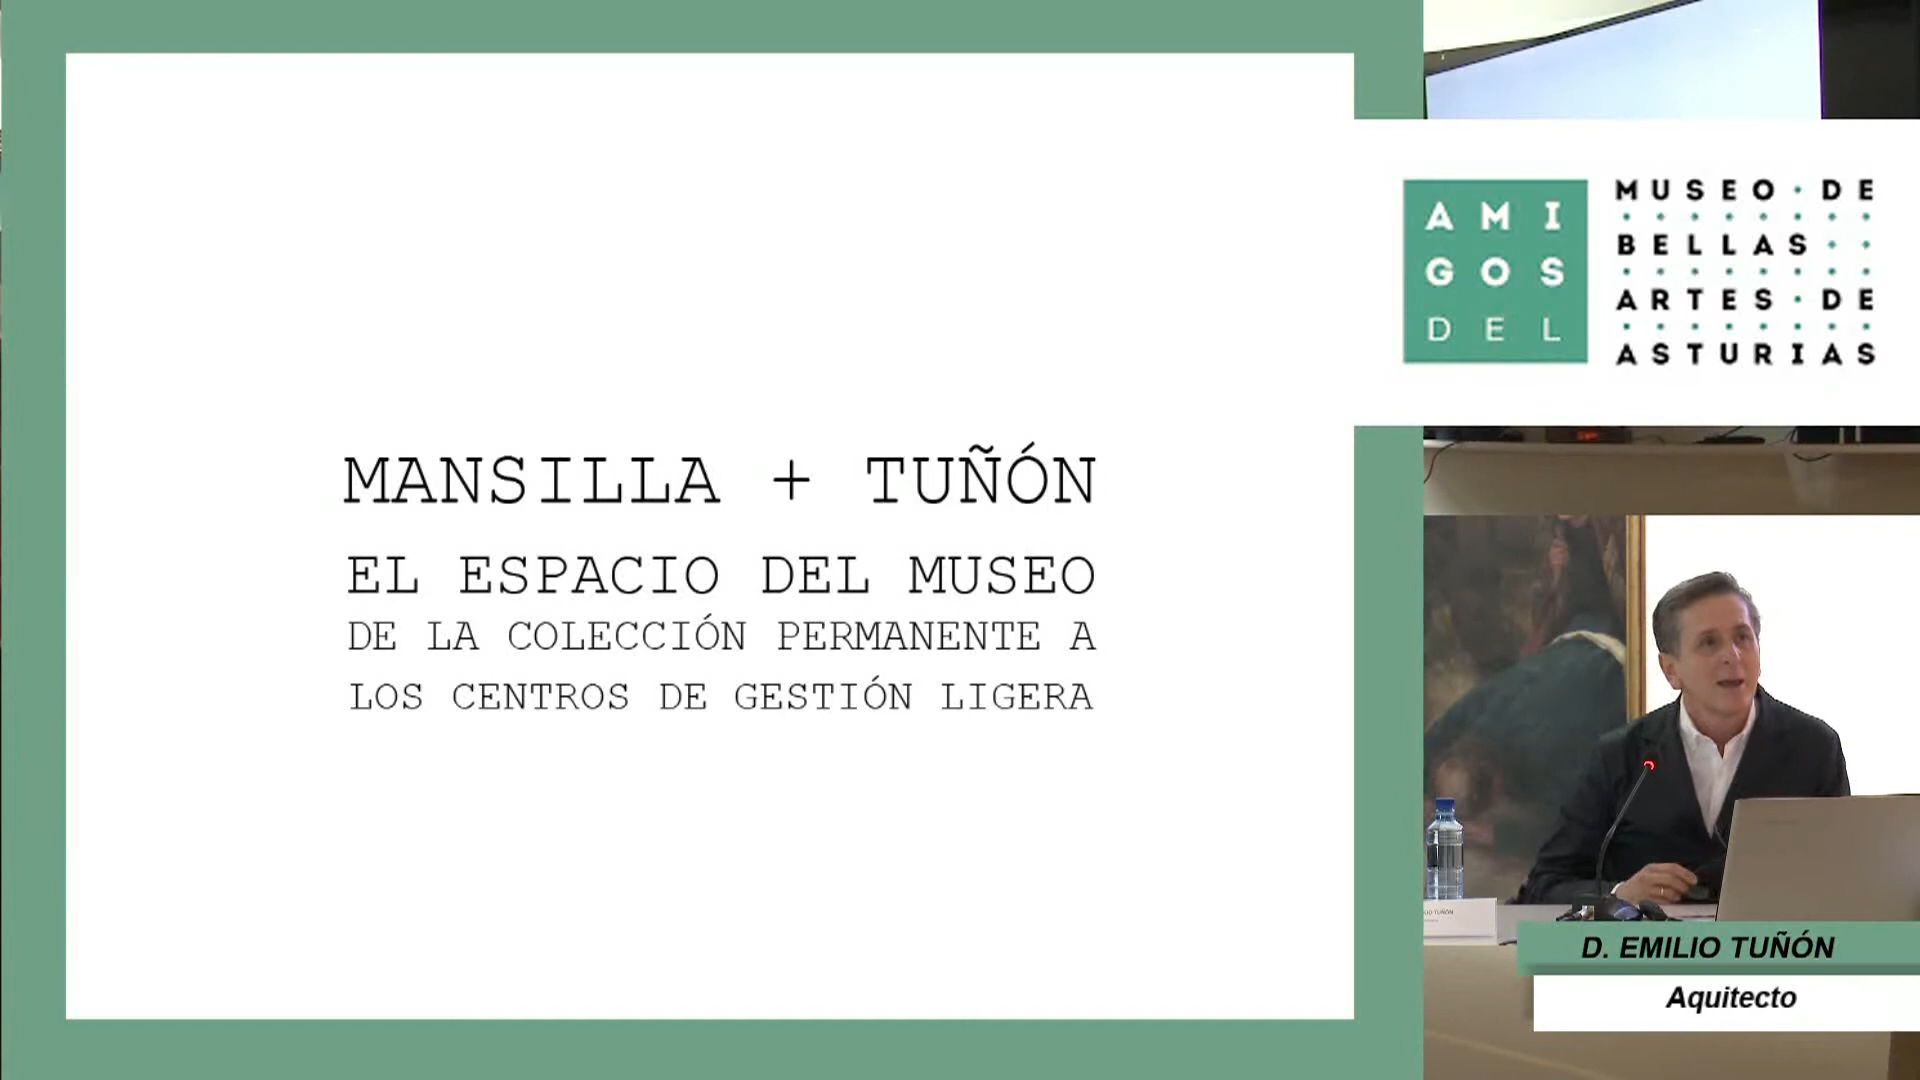 MANSILLA + TUÑÓN
EL ESPACIO DEL MUSEO
DE LA COLECCIÓN PERMANENTE A
LOS CENTROS DE GESTIÓN LIGERA
AMI
GOS
DEL
MUSEO · DE
BELLAS
ARTES · DE
ASTURIAS
TUÑÓN
D. EMILIO TUÑÓN
Aquitecto